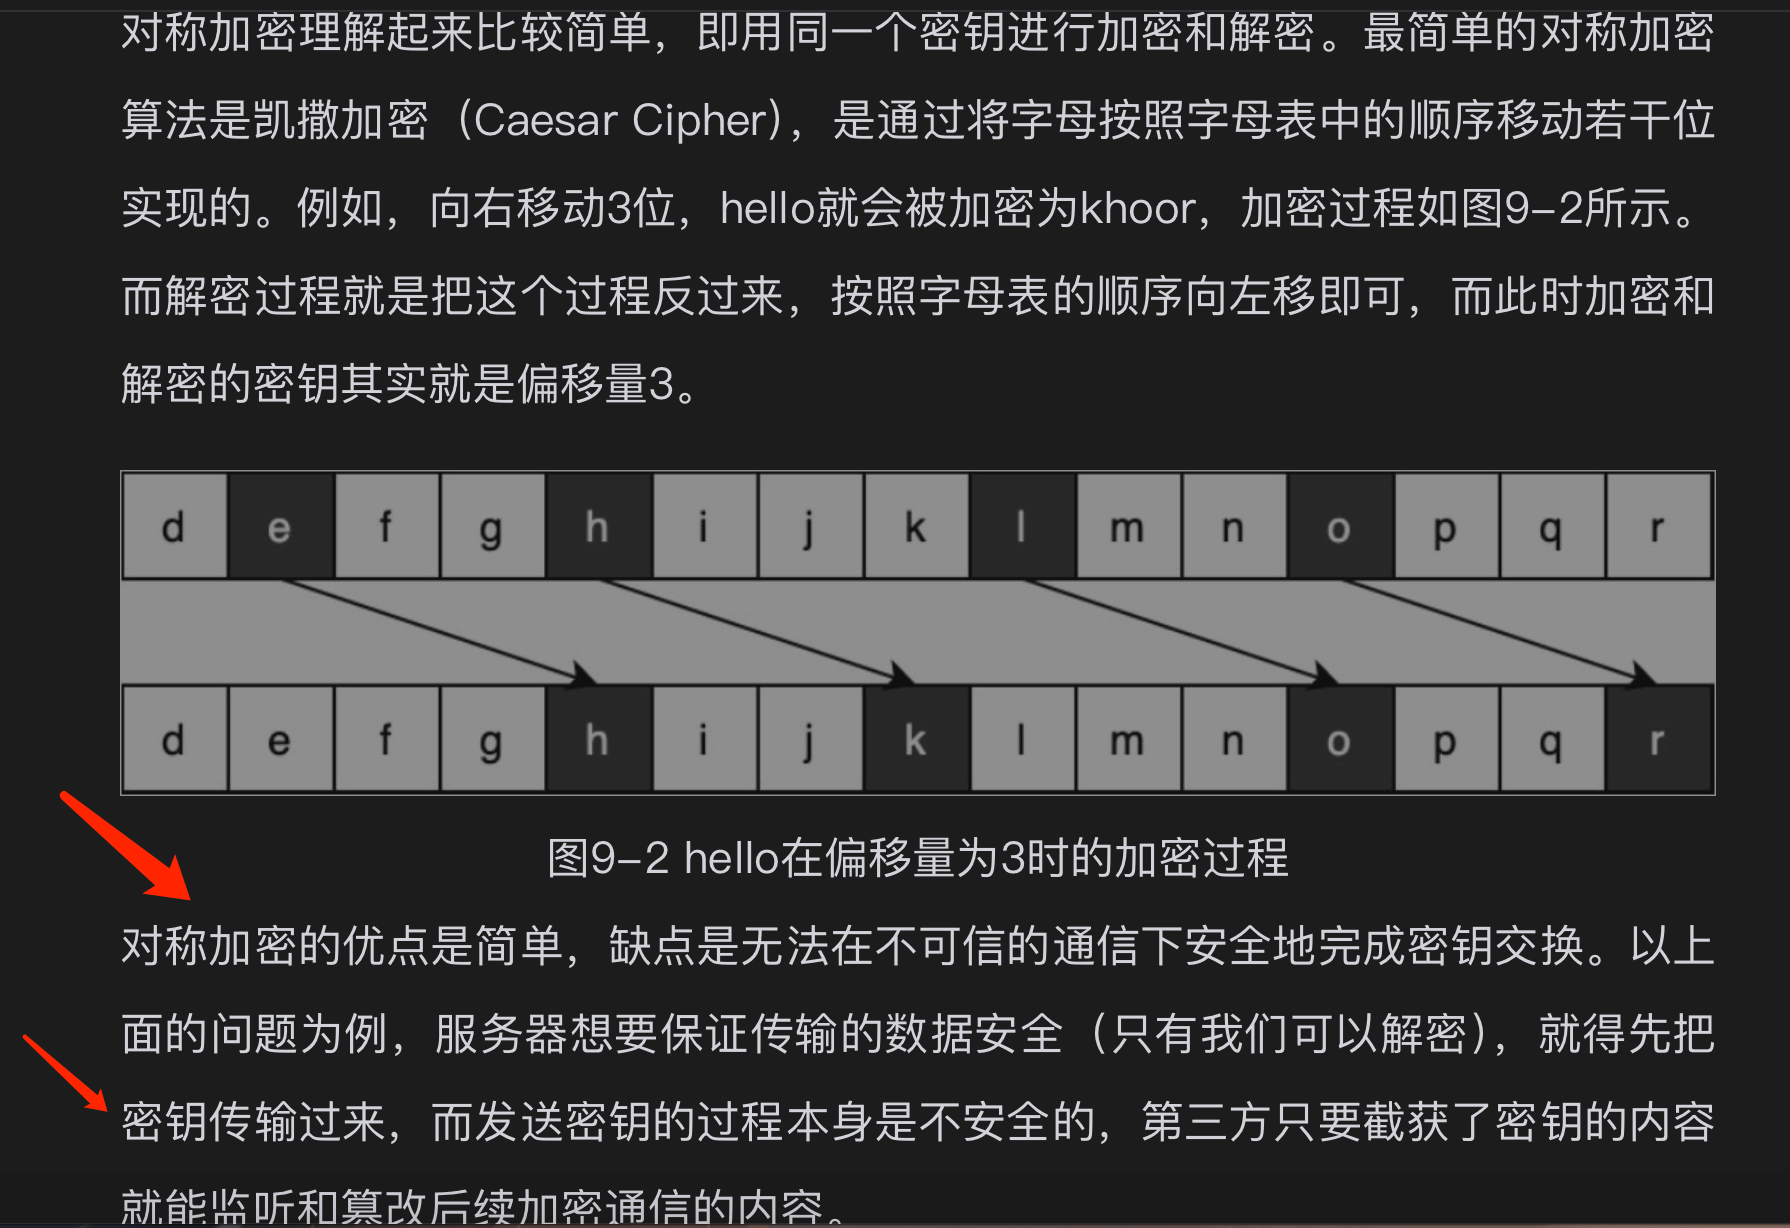 对称加密理解起来比较简单，即用同一个密钥进行加密和解密。最简单的对称加密
算法是凯撒加密（Caesar Cipher），是通过将字母按照字母表中的顺序移动若干位
实现的。例如，向右移动3位，hello就会被加密为khoor，加密过程如图9-2所示。
而解密过程就是把这个过程反过来，按照字母表的顺序向左移即可，而此时加密和
解密的密钥其实就是偏移量3。
d e f g h i j k l m n o p q r
d e f g h i j k l m n o p q r
图9-2 hello在偏移量为3时的加密过程
对称加密的优点是简单，缺点是无法在不可信的通信下安全地完成密钥交换。以上
面的问题为例，服务器想要保证传输的数据安全（只有我们可以解密），就得先把
密钥传输过来，而发送密钥的过程本身是不安全的，第三方只要截获了密钥的内容
就能监听和篡改后续加密通信的内容。